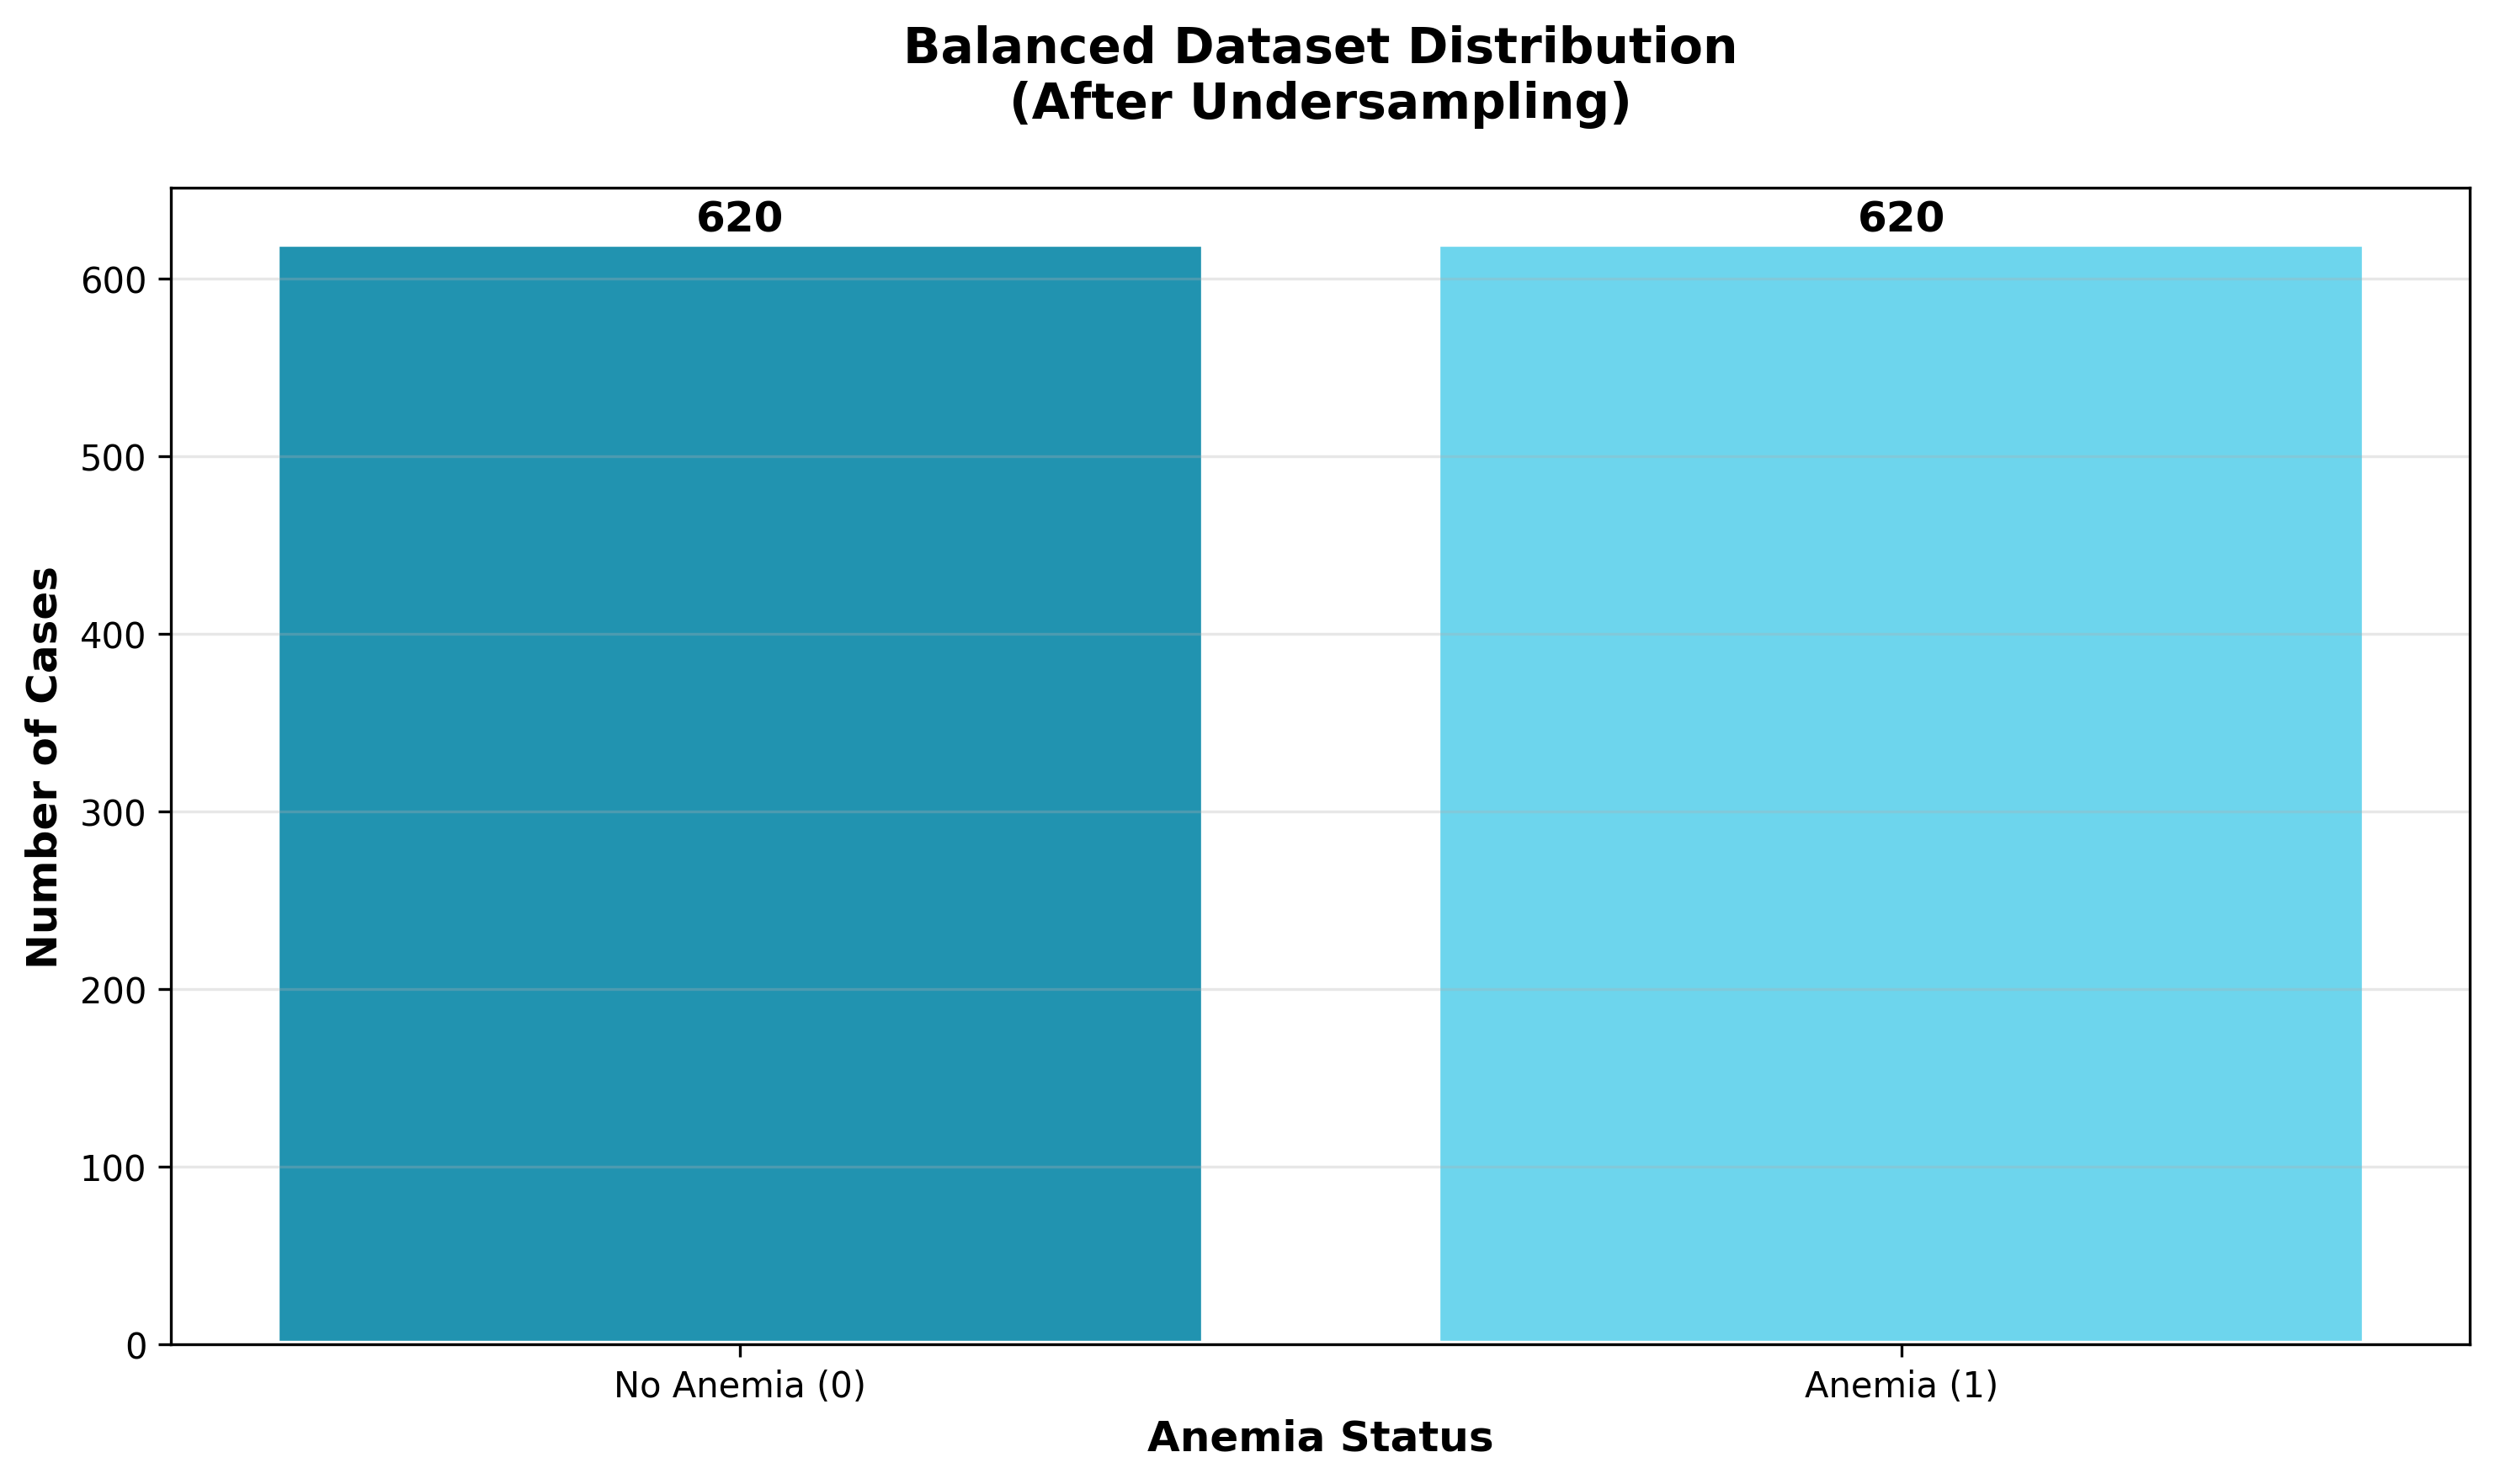 Balanced Dataset Distribution
(After Undersampling)
620
620
600
500
400
300
200
100
0
Number of Cases
No Anemia (0)
Anemia (1)
Anemia Status